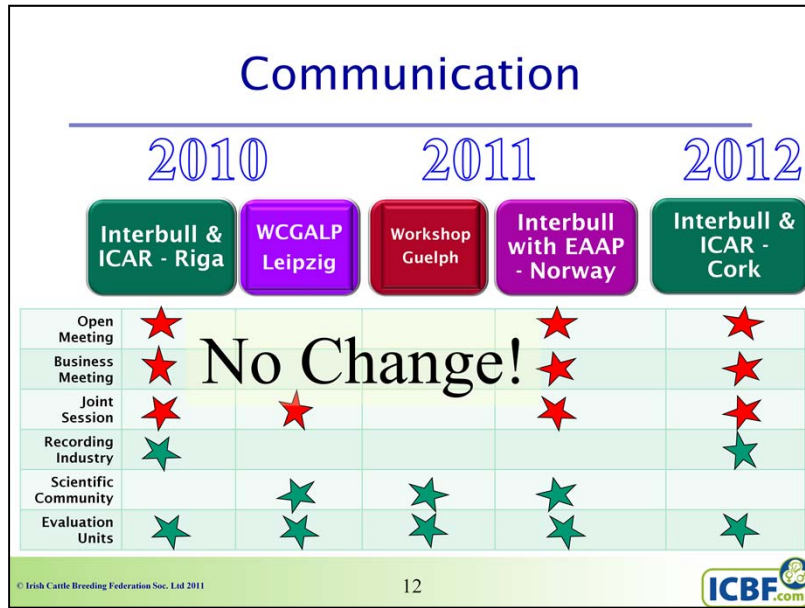 Communication
2010
2011
2012
Interbull &
ICAR - Riga
WCGALP
Leipzig
Workshop
Guelph
Interbull
with EAAP
- Norway
Interbull &
ICAR -
Cork
Open
Meeting
Business
Meeting
Joint
Session
Recording
Industry
Scientific
Community
Evaluation
Units
No Change!
© Irish Cattle Breeding Federation Soc. Ltd 2011
12
ICBF.com